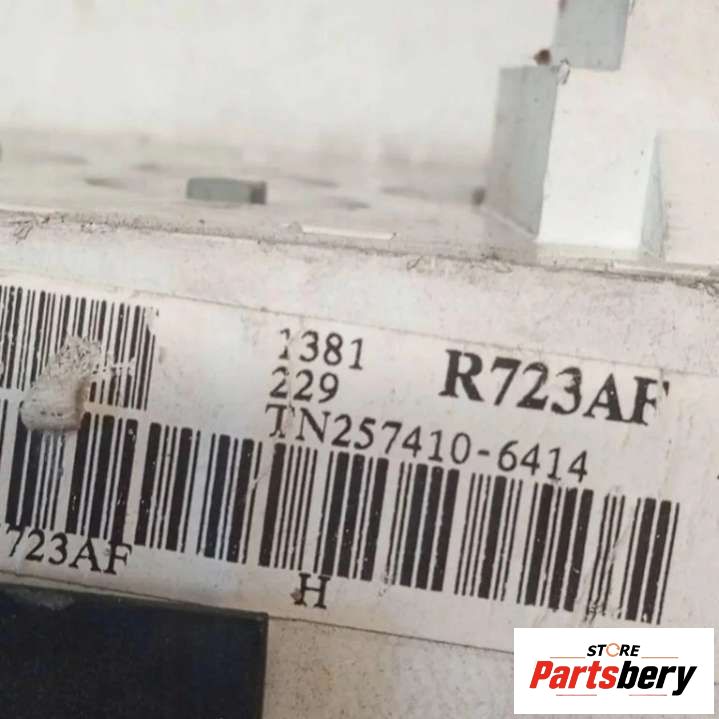 1381
229
R723AF
TN257410-6414
723AF
H
STORE
Partsbery